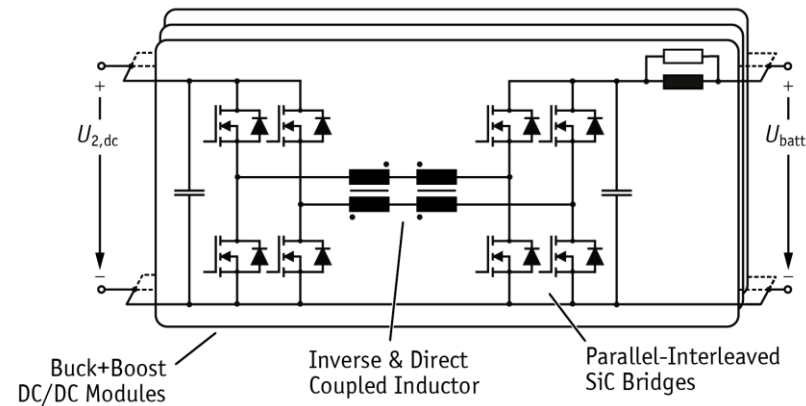 +
+
U2,dc
Ubatt
−
−
Buck+Boost
DC/DC Modules
Inverse & Direct
Coupled Inductor
Parallel-Interleaved
SiC Bridges